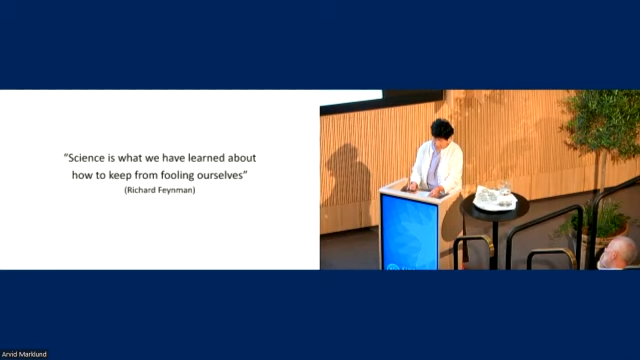 “Science is what we have learned about
how to keep from fooling ourselves”
(Richard Feynman)
Arvid Marklund